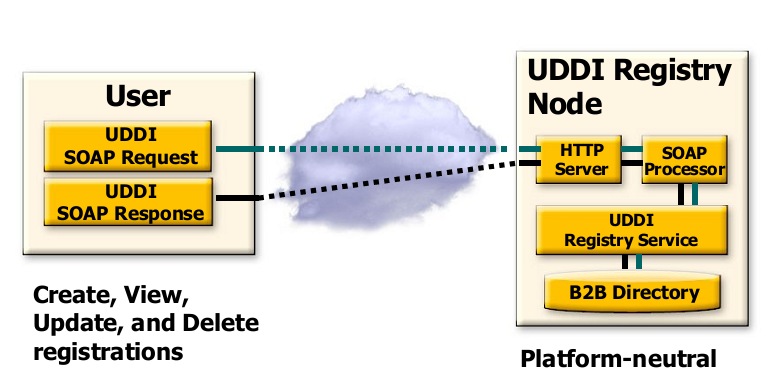 User
UDDI
SOAP Request
UDDI
SOAP Response
Create, View,
Update, and Delete
registrations
UDDI Registry
Node
HTTP
Server
SOAP
Processor
UDDI
Registry Service
B2B Directory
Platform-neutral